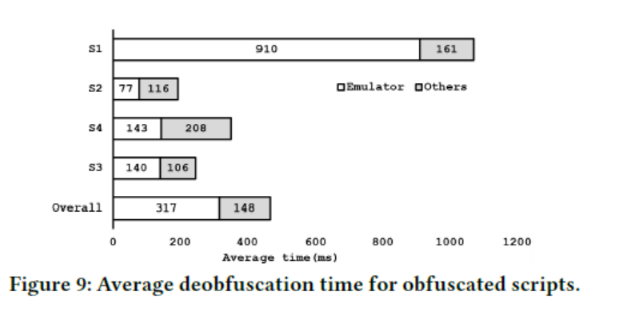 S1 910 161
S2 77 116 Emulator Others
S4 143 208
S3 140 106
Overall 317 148
0 200 400 600 800 1000 1200
Average time(ms)
Figure 9: Average deobfuscation time for obfuscated scripts.